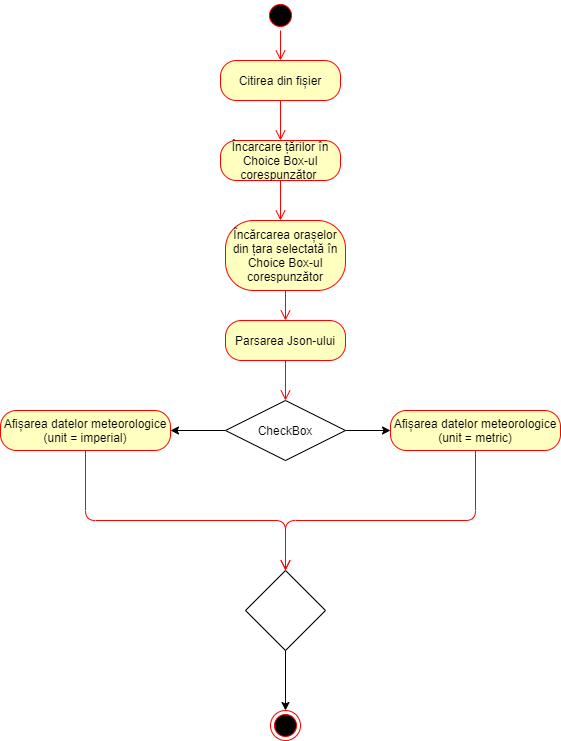 Citirea din fișier
Încarcare țărilor în
Choice Box-ul
corespunzător
Încărcarea orașelor
din țara selectată în
Choice Box-ul
corespunzător
Parsarea Json-ului
Afișarea datelor meteorologice
(unit = imperial)
CheckBox
Afișarea datelor meteorologice
(unit = metric)